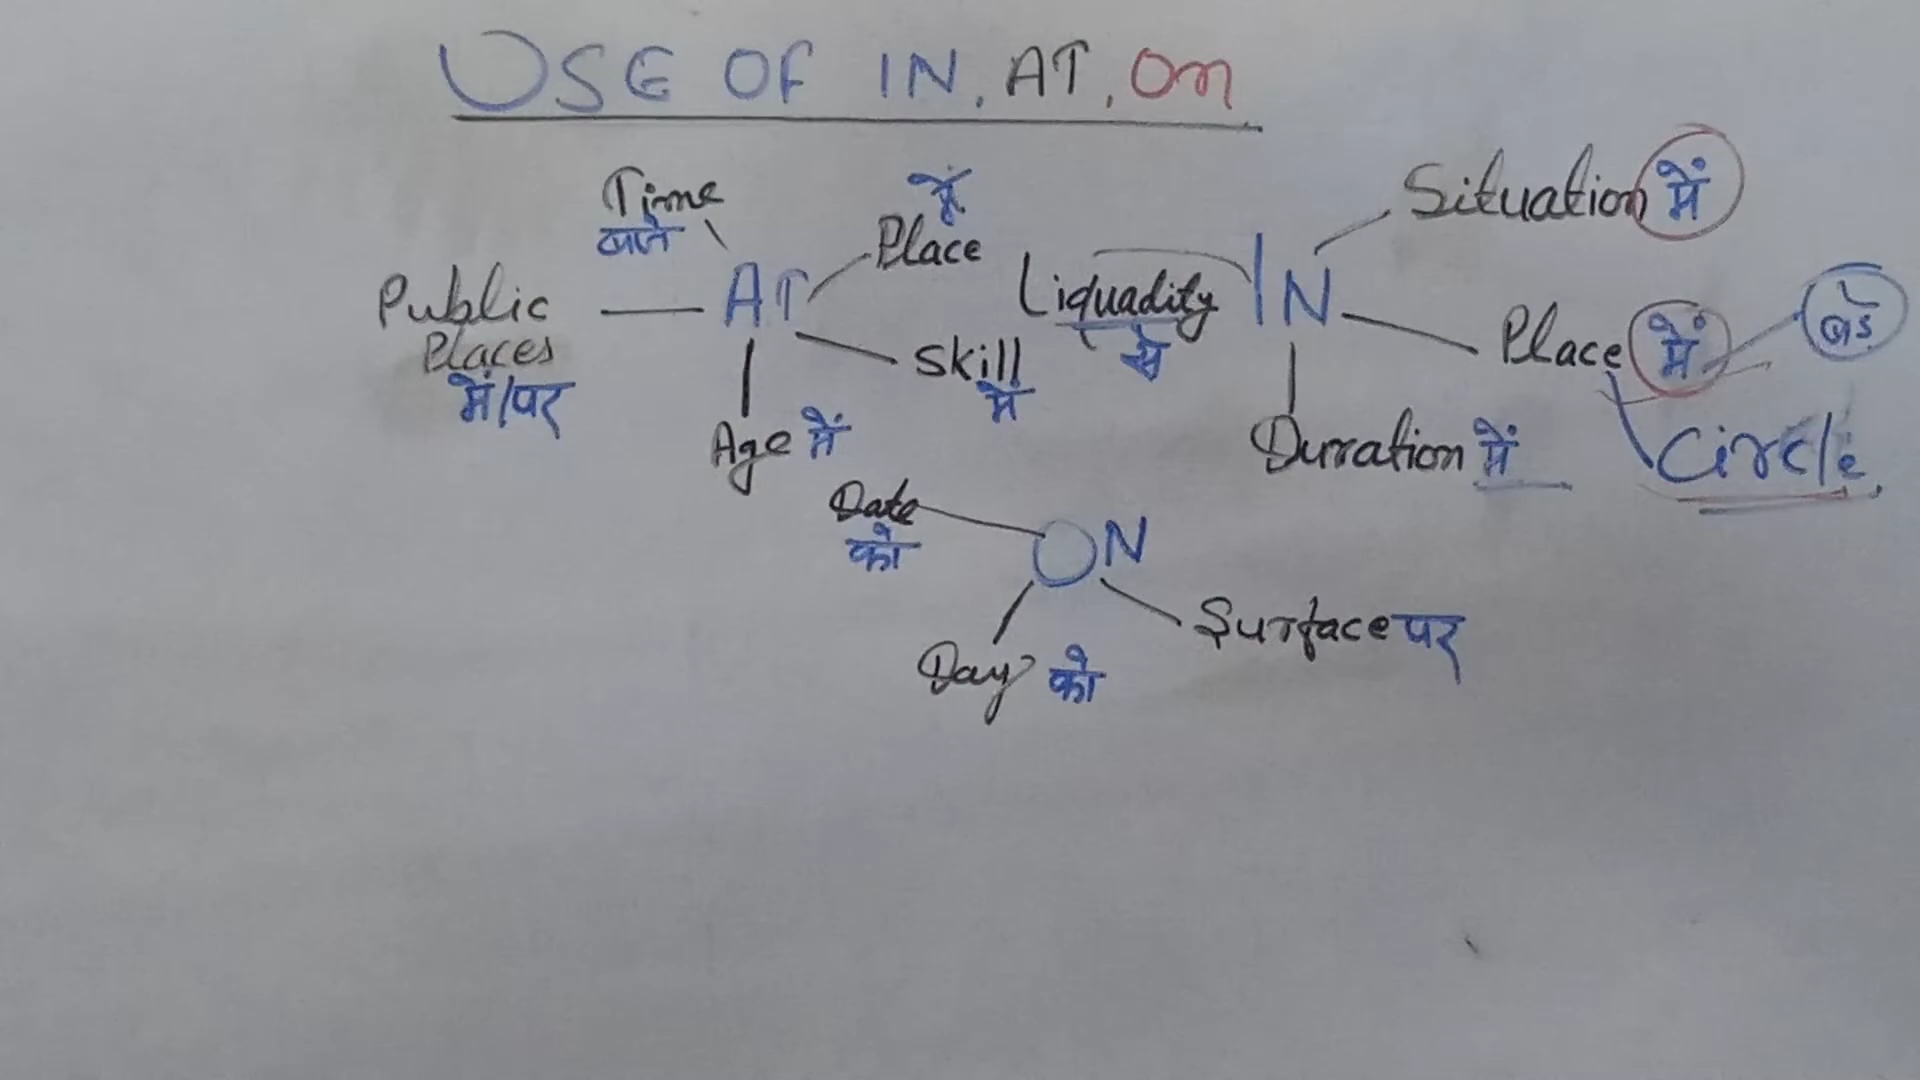 USE OF IN, AT, On
Time
बजे
Place में
Public
Places
में/पर
AT
Skill
में
Age में
Situation में
Liquadity
से
IN
Place में
बड़े
Durration में
Circle
Date
को
ON
Day को
Surface पर